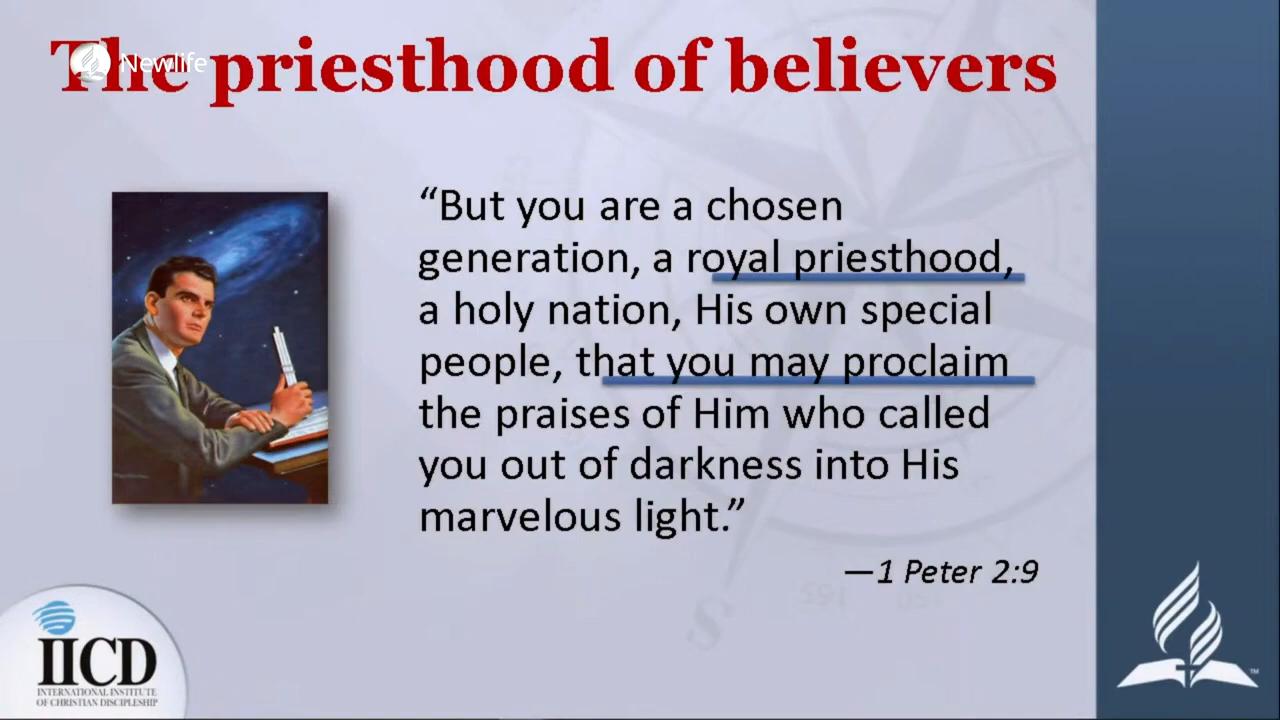 The priesthood of believers
Newlife
“But you are a chosen
generation, a royal priesthood,
a holy nation, His own special
people, that you may proclaim
the praises of Him who called
you out of darkness into His
marvelous light.”
—1 Peter 2:9
S
IICD
INTERNATIONAL INSTITUTE
OF CHRISTIAN DISCIPLESHIP
TM